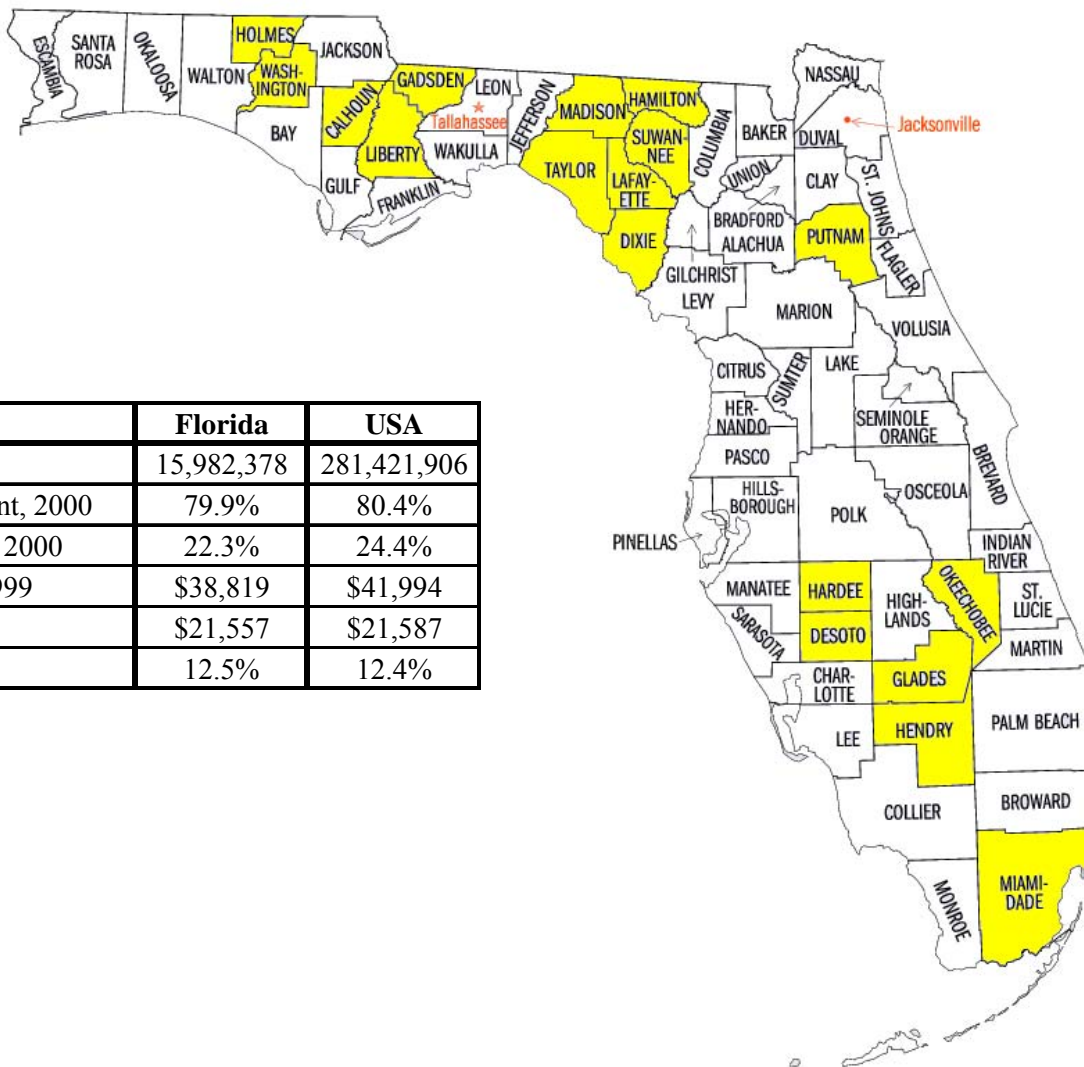 HOLMES
JACKSON
ESCAMBIA
SANTA
ROSA
OKALOOSA
WALTON
WASH-
INGTON
BAY
CALHOUN
GADSDEN
LEON
Tallahassee
LIBERTY
WAKULLA
GULF
FRANKLIN
JEFFERSON
MADISON
HAMILTON
TAYLOR
SUWAN-
NEE
LAFAY-
ETTE
DIXIE
COLUMBIA
BAKER
NASSAU
DUVAL
Jacksonville
UNION
CLAY
ST. JOHNS
BRADFORD
ALACHUA
PUTNAM
FLAGLER
GILCHRIST
LEVY
MARION
VOLUSIA
CITRUS
SUMTER
LAKE
HER-
NANDO
SEMINOLE
ORANGE
BREVARD
PASCO
HILLS-
BOROUGH
POLK
OSCEOLA
PINELLAS
INDIAN
RIVER
MANATEE
HARDEE
HIGH-
LANDS
OKEECHOBEE
ST.
LUCIE
SARASOTA
DESOTO
MARTIN
CHAR-
LOTTE
GLADES
LEE
HENDRY
PALM BEACH
COLLIER
BROWARD
MONROE
MIAMI-
DADE
Florida USA
15,982,378 281,421,906
nt, 2000 79.9% 80.4%
2000 22.3% 24.4%
999 $38,819 $41,994
$21,557 $21,587
12.5% 12.4%